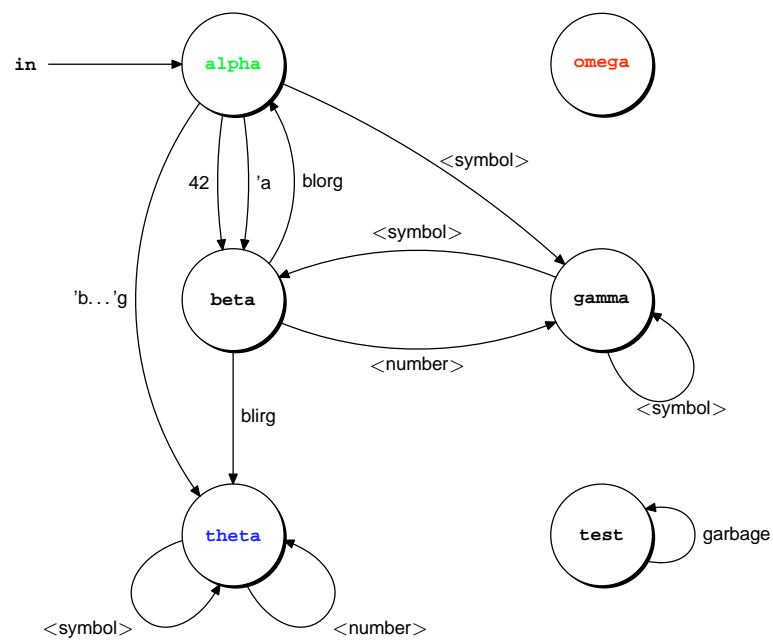 in
alpha
omega
<symbol>
42
'a
blorg
<symbol>
'b...'g
beta
gamma
<number>
<symbol>
blirg
theta
test
garbage
<symbol>
<number>